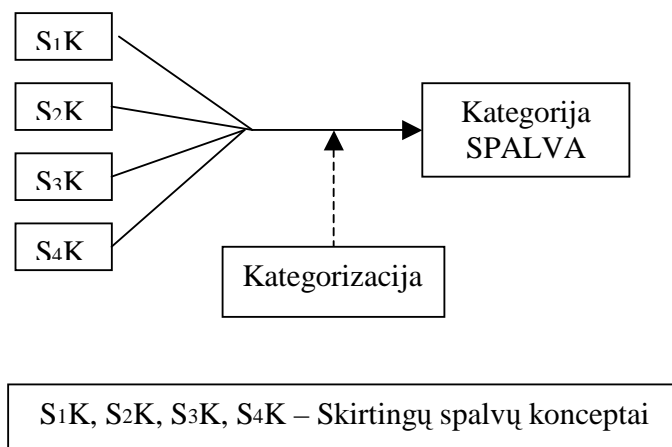 S1K
S2K
S3K
S4K
Kategorija
SPALVA
Kategorizacija
S1K, S2K, S3K, S4K – Skirtingų spalvų konceptai